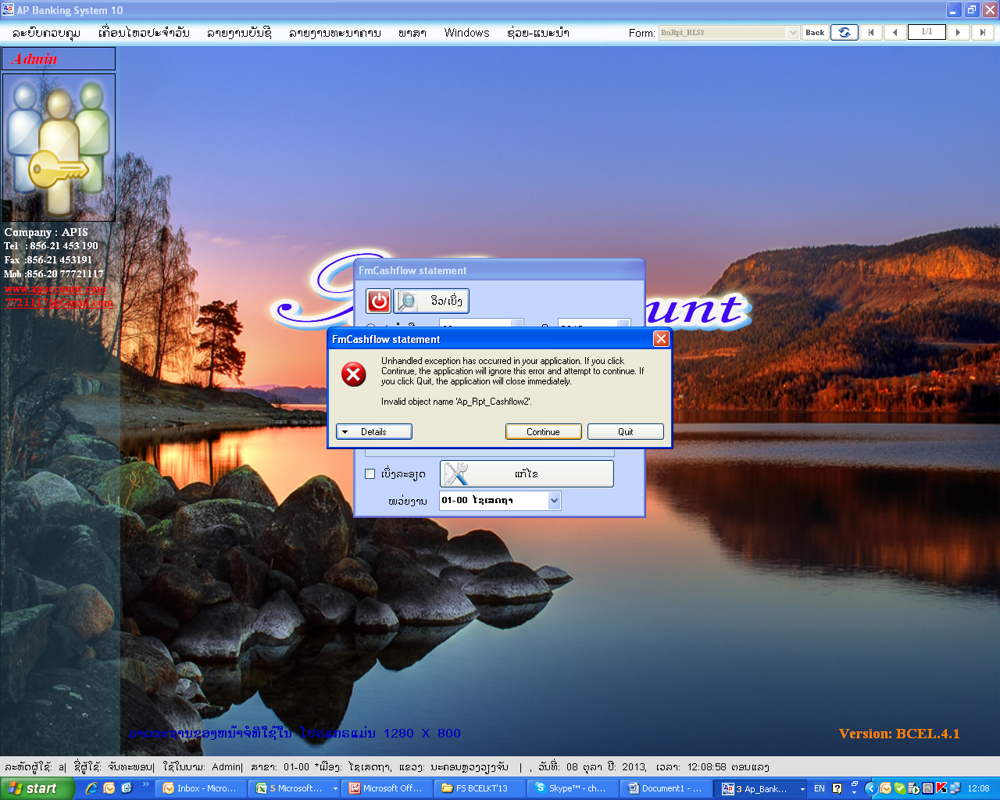 AP Banking System 10
ລະບົບຄວບຄຸມ ເຄື່ອນໄຫວປະຈຳວັນ ລາຍງານບັນຊີ ລາຍງານທະນາຄານ ພາສາ Windows ຊ່ວຍ-ແນະນຳ Form: FmRpt_BLS8 Back 1/1
Admin
Company : APIS
Tel : 856-21 453 190
Fax :856-21 453191
Mob :856-20 77721117
www.apaccount.com
7721117@Gmail.com
FmCashflow statement
ວິວ/ເບິ່ງ
unt
FmCashflow statement
Unhandled exception has occurred in your application. If you click
Continue, the application will ignore this error and attempt to continue. If
you click Quit, the application will close immediately.
Invalid object name 'Ap_Rpt_Cashflow2'.
Details Continue Quit
ເບິ່ງລະອຽດ ແກ້ໄຂ
ໜ່ວຍງານ 01-00 ໄຊເສດຖາ
ຂອງຫນ້າຈໍທີ່ໃຊ້ໃນ ໂປຣແກຣມແມ່ນ 1280 X 800
Version: BCEL.4.1
ລະຫັດຜູ້ໃຊ້: a| ຊື່ຜູ້ໃຊ້: ຈັນທະພອນ| ໃຊ້ໃນນາມ: Admin| ສາຂາ: 01-00 *ເມືອງ: ໄຊເສດຖາ, ແຂວງ: ນະຄອນຫຼວງວຽງຈັນ | , ວັນທີ: 08 ຕຸລາ ປີ: 2013, ເວລາ: 12:08:58 ຕອນແລງ
start Inbox - Micro... 5 Microsoft... Microsoft Off... FS BCELKT'13 Skype™ - ch... Document1 - ... 3 Ap_Bank... EN 12:08